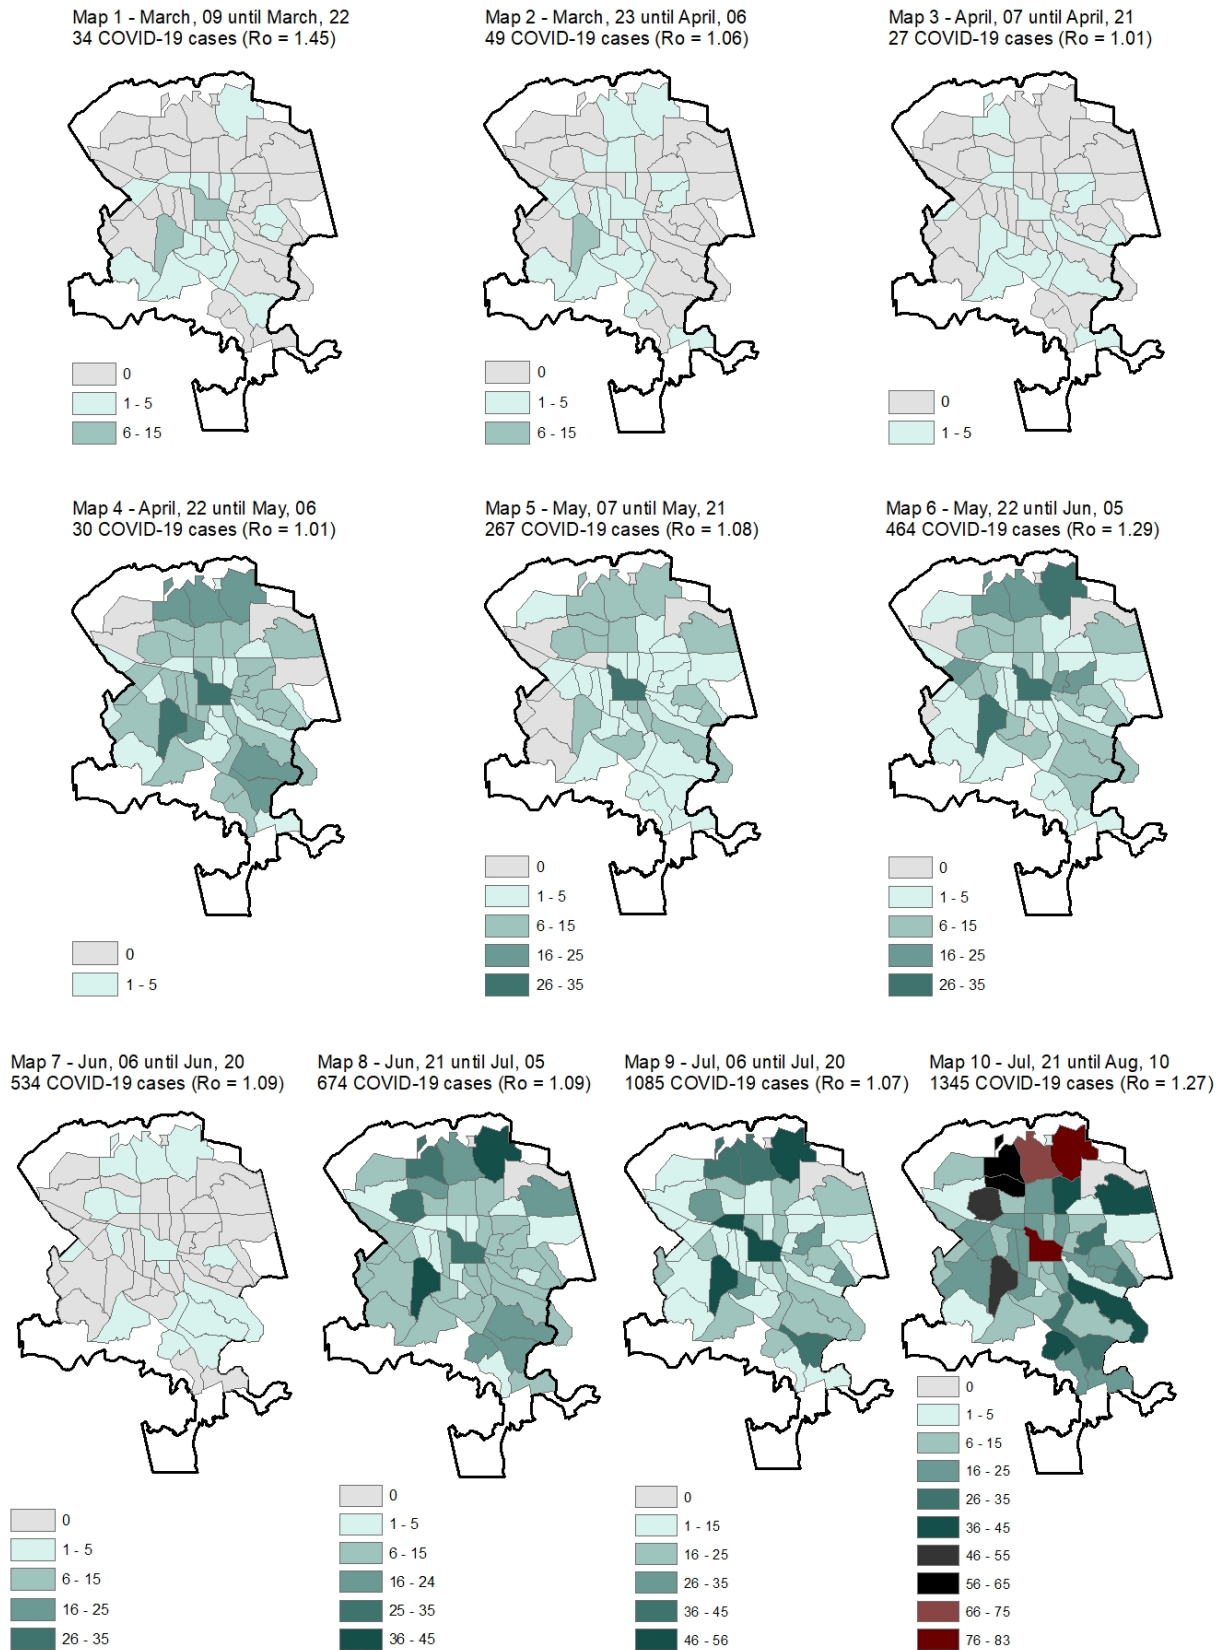 Map 1 - March, 09 until March, 22
34 COVID-19 cases (Ro = 1.45)
0
1 - 5
6 - 15
Map 2 - March, 23 until April, 06
49 COVID-19 cases (Ro = 1.06)
0
1 - 5
6 - 15
Map 3 - April, 07 until April, 21
27 COVID-19 cases (Ro = 1.01)
0
1 - 5
Map 4 - April, 22 until May, 06
30 COVID-19 cases (Ro = 1.01)
0
1 - 5
Map 5 - May, 07 until May, 21
267 COVID-19 cases (Ro = 1.08)
0
1 - 5
6 - 15
16 - 25
26 - 35
Map 6 - May, 22 until Jun, 05
464 COVID-19 cases (Ro = 1.29)
0
1 - 5
6 - 15
16 - 25
26 - 35
Map 7 - Jun, 06 until Jun, 20
534 COVID-19 cases (Ro = 1.09)
0
1 - 5
6 - 15
16 - 25
26 - 35
Map 8 - Jun, 21 until Jul, 05
674 COVID-19 cases (Ro = 1.09)
0
1 - 5
6 - 15
16 - 24
25 - 35
36 - 45
Map 9 - Jul, 06 until Jul, 20
1085 COVID-19 cases (Ro = 1.07)
0
1 - 15
16 - 25
26 - 35
36 - 45
46 - 56
Map 10 - Jul, 21 until Aug, 10
1345 COVID-19 cases (Ro = 1.27)
0
1 - 5
6 - 15
16 - 25
26 - 35
36 - 45
46 - 55
56 - 65
66 - 75
76 - 83